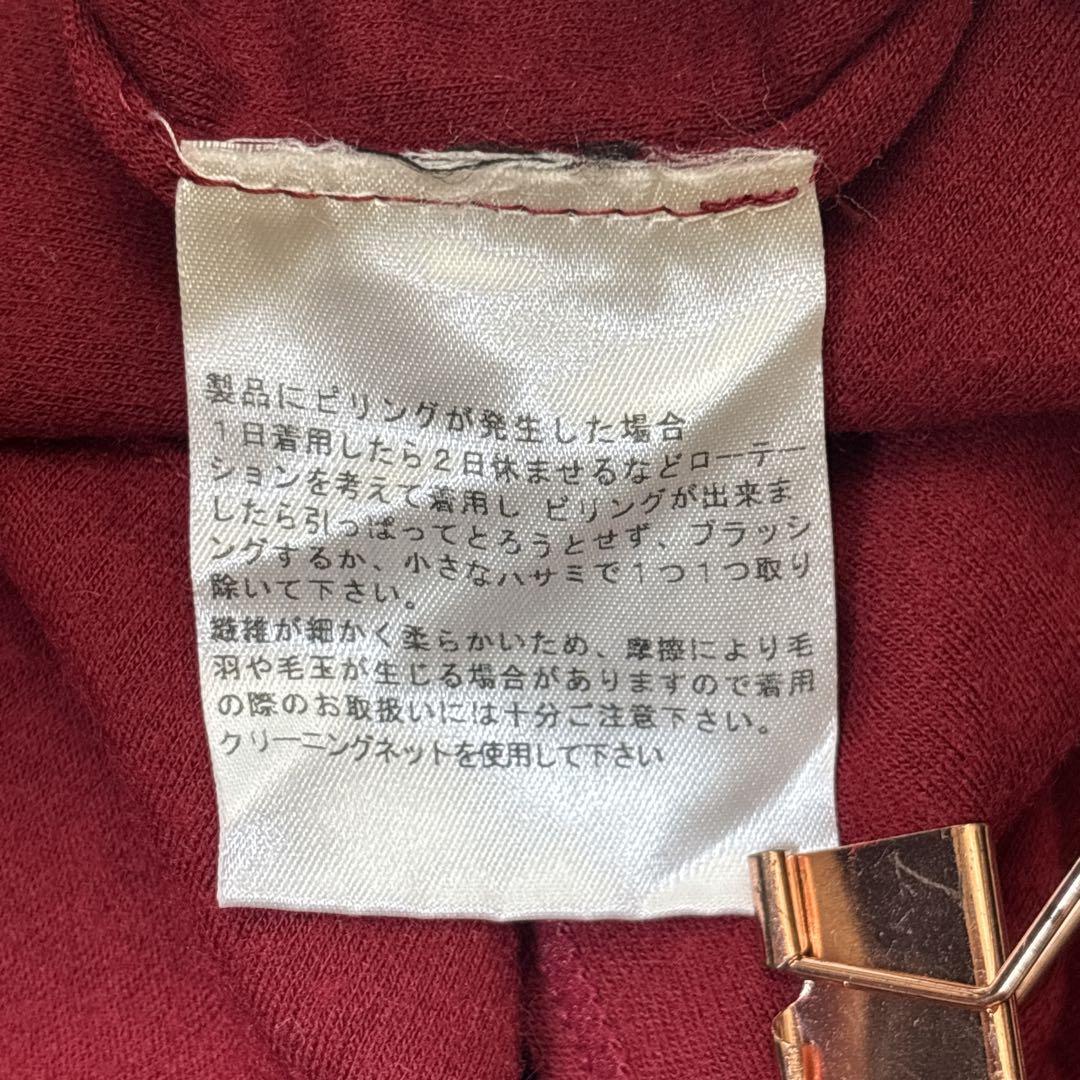 製品にピリングが発生した場合
1日着用したら2日休ませるなどローテー
ションを考えて着用し ピリングが出来ま
したら引っぱってとろうとせず、ブラッシ
ングするか、小さなハサミで1つ1つ取り
除いて下さい。
繊維が細かく柔らかいため、摩擦により毛
羽や毛玉が生じる場合がありますので着用
の際のお取扱いには十分ご注意下さい。
クリーニングネットを使用して下さい